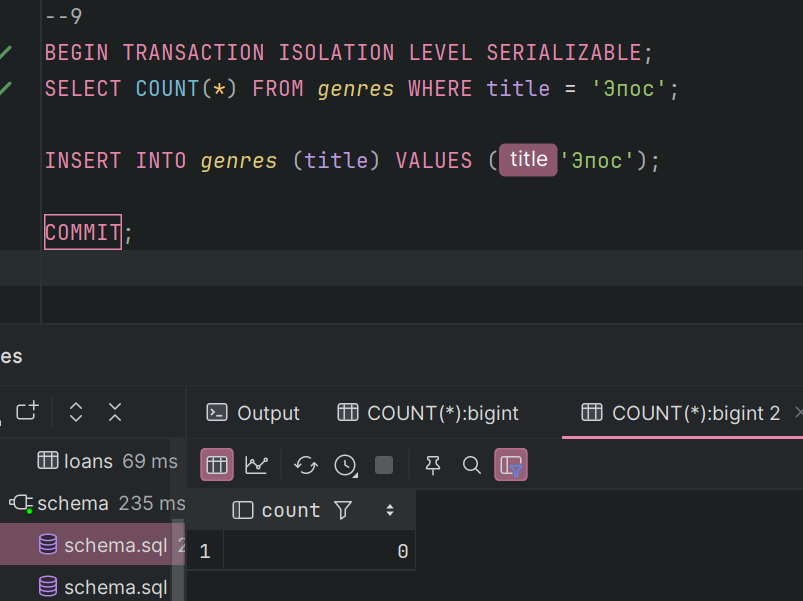 --9
BEGIN TRANSACTION ISOLATION LEVEL SERIALIZABLE;
SELECT COUNT(*) FROM genres WHERE title = 'Эпос';
INSERT INTO genres (title) VALUES (title 'Эпос');
COMMIT;
es
Output COUNT(*):bigint COUNT(*):bigint 2
loans 69 ms
count
schema 235 ms
schema.sql 2
1 0
schema.sql